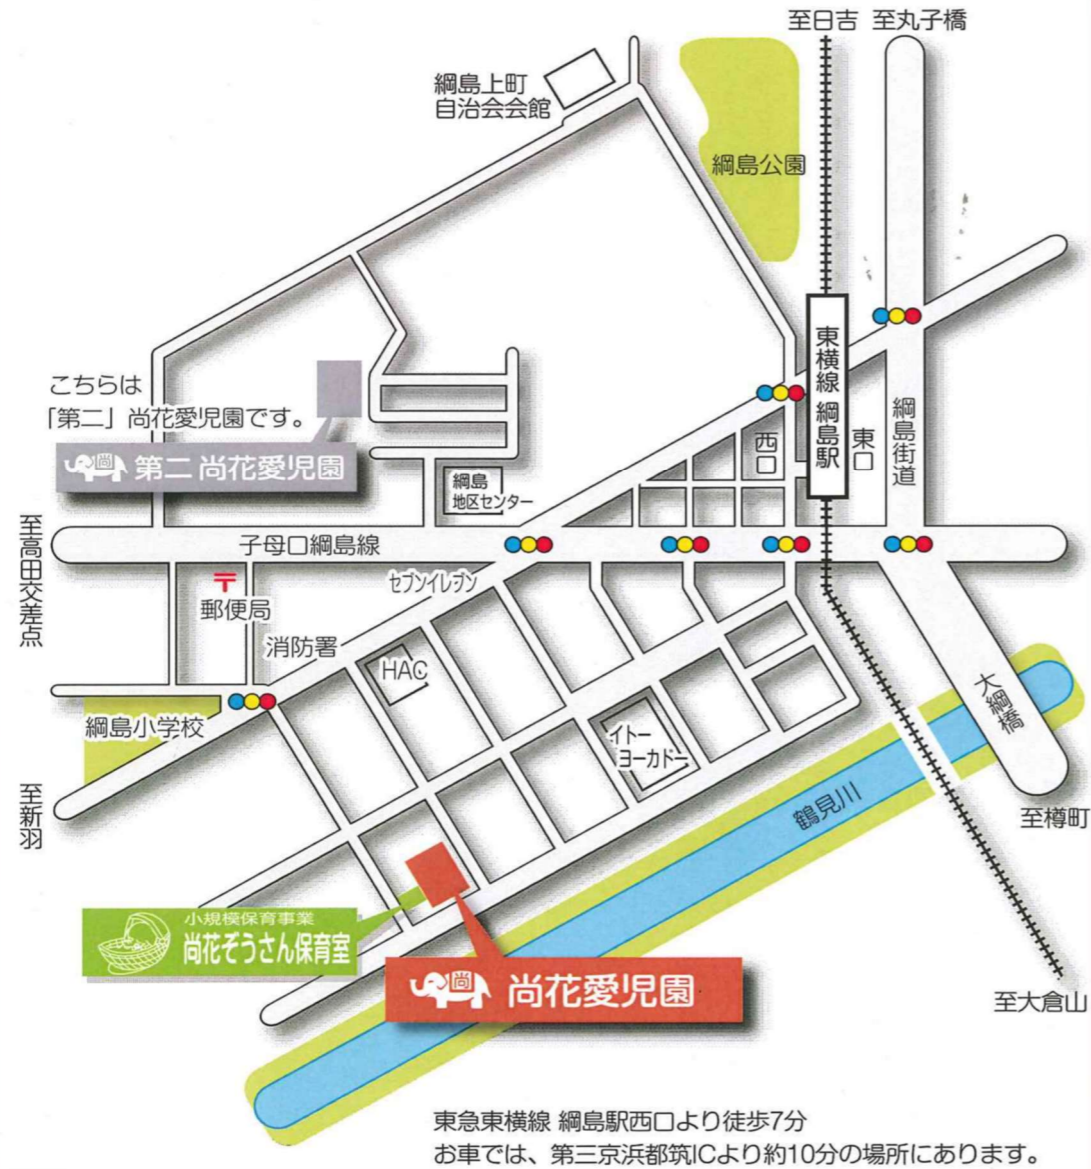 至日吉 至丸子橋
綱島上町
自治会会館
綱島公園
東横線 綱島駅
こちらは
「第二」尚花愛児園です。
尚 第二 尚花愛児園
西口
東口
綱島街道
綱島
地区センター
至高田交差点
子母口綱島線
〒
郵便局
セブンイレブン
消防署
HAC
綱島小学校
イトー
ヨーカドー
大綱橋
至新羽
鶴見川
至樽町
小規模保育事業
尚花ぞうさん保育室
尚 尚花愛児園
至大倉山
東急東横線 綱島駅西口より徒歩7分
お車では、第三京浜都筑ICより約10分の場所にあります。